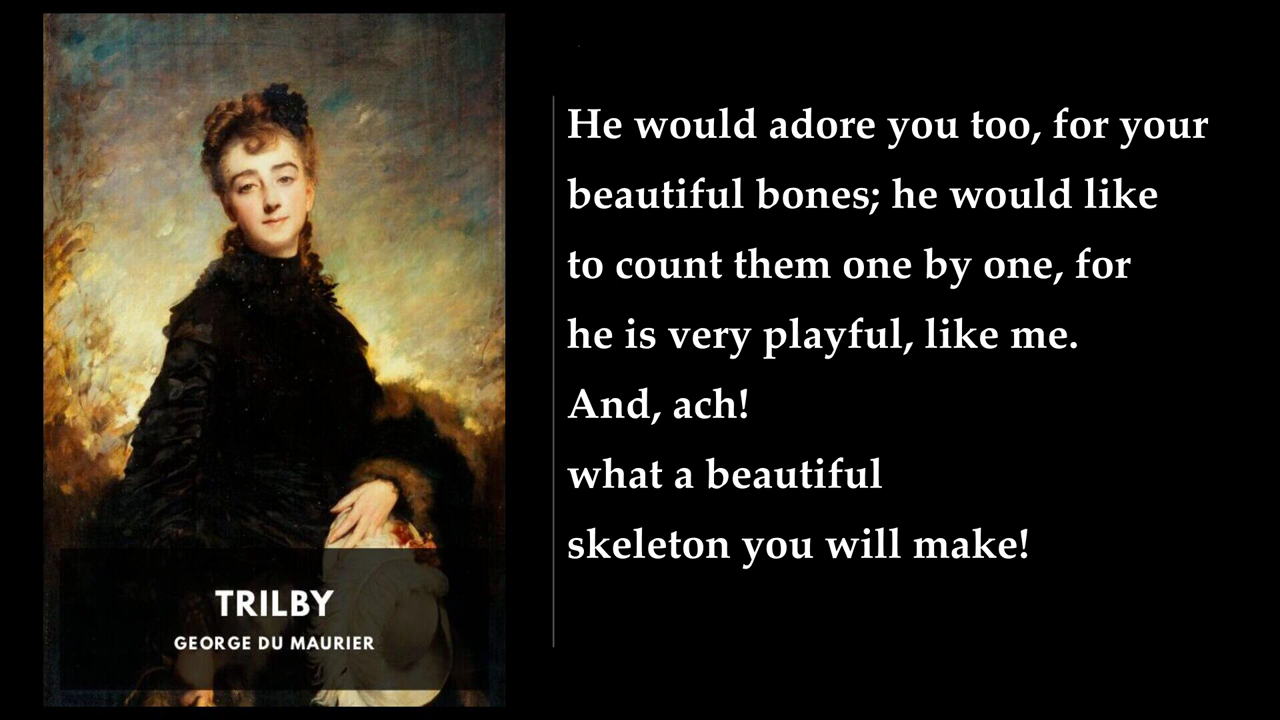 TRILBY
GEORGE DU MAURIER
He would adore you too, for your
beautiful bones; he would like
to count them one by one, for
he is very playful, like me.
And, ach!
what a beautiful
skeleton you will make!